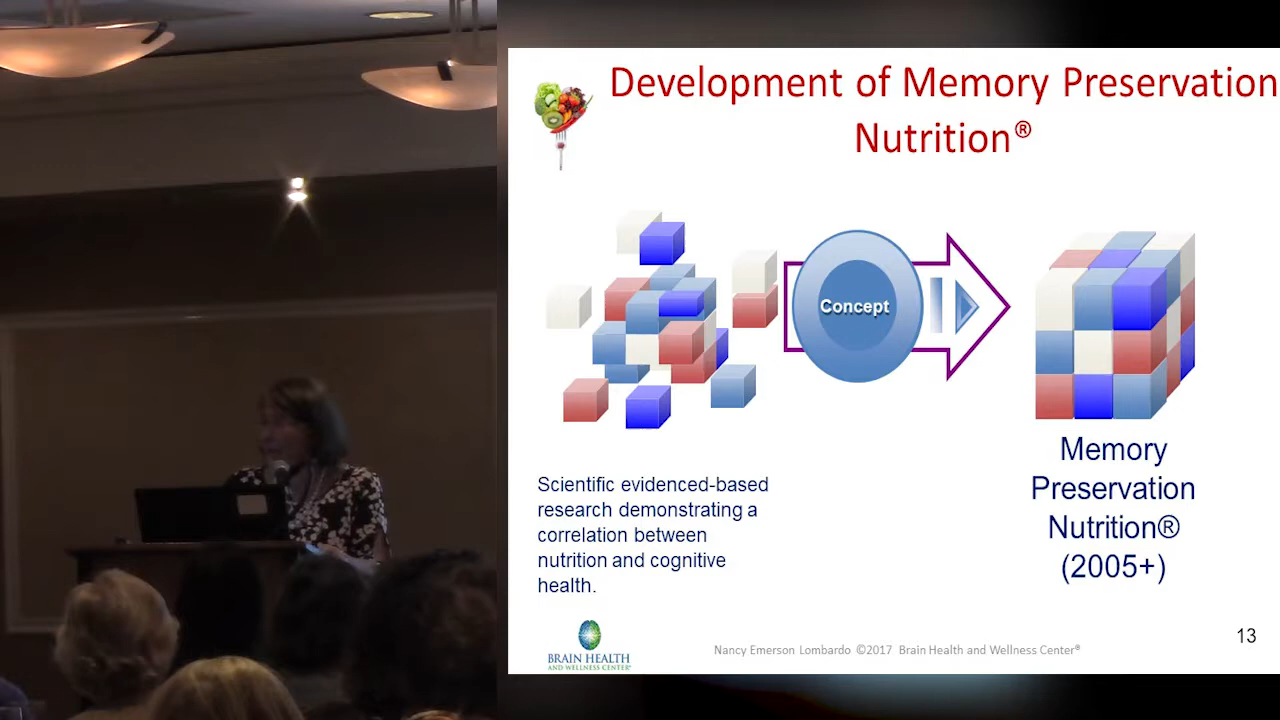 Development of Memory Preservation
Nutrition®
Concept
Scientific evidenced-based
research demonstrating a
correlation between
nutrition and cognitive
health.
Memory
Preservation
Nutrition®
(2005+)
BRAIN HEALTH
AND WELLNESS CENTER®
Nancy Emerson Lombardo ©2017 Brain Health and Wellness Center®
13